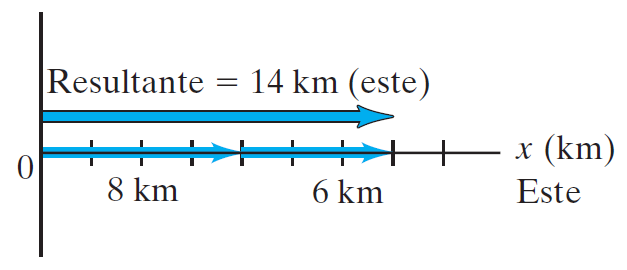 Resultante = 14 km (este)
x (km)
0
8 km
6 km
Este